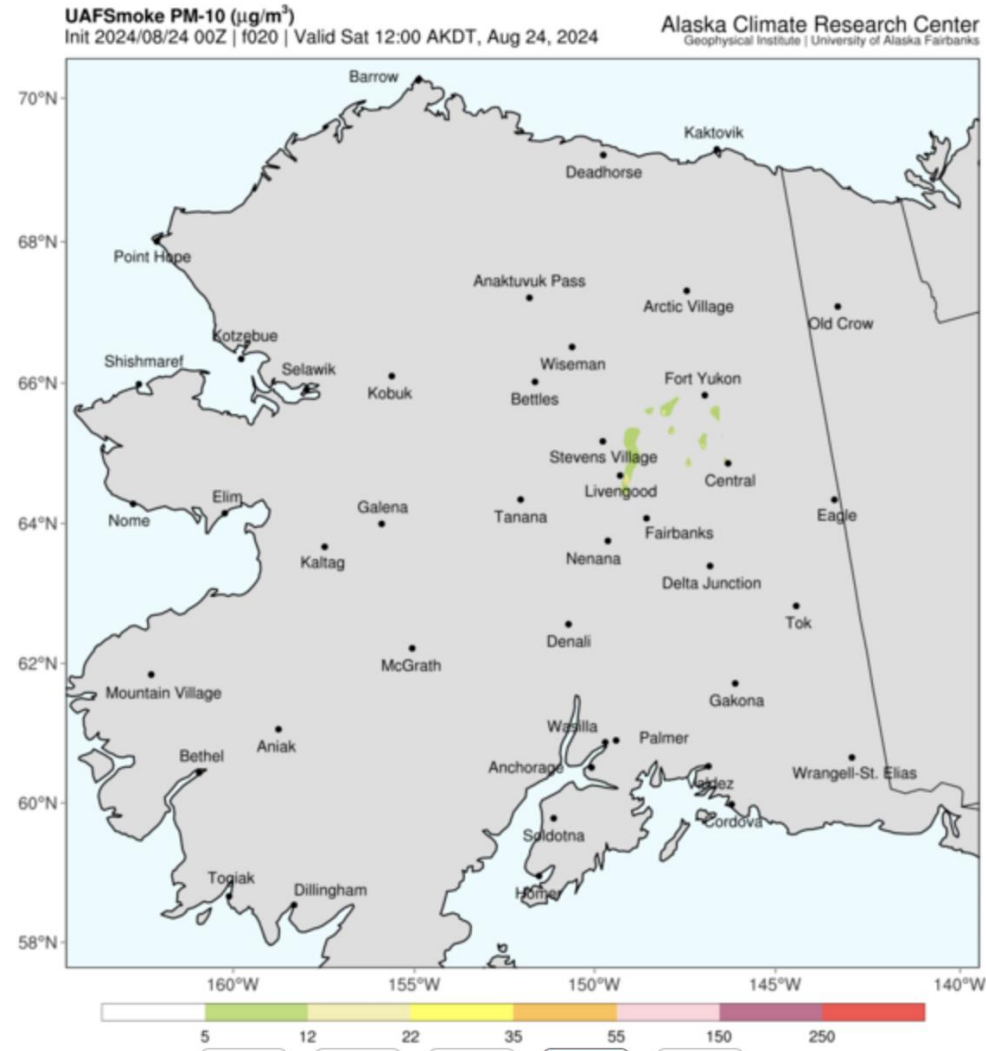 UAFSmoke PM-10 (μg/m³)
Init 2024/08/24 00Z | f020 | Valid Sat 12:00 AKDT, Aug 24, 2024
Alaska Climate Research Center
Geophysical Institute | University of Alaska Fairbanks
Barrow
70°N
Kaktovik
Deadhorse
68°N
Point Hope
Anaktuvuk Pass
Arctic Village
Old Crow
Kotzebue
Shishmaref
Selawik
Wiseman
66°N
Kobuk
Bettles
Fort Yukon
Stevens Village
Central
Livengood
Elim
Galena
Tanana
Eagle
Nome
64°N
Fairbanks
Kaltag
Nenana
Delta Junction
Tok
Denali
62°N
McGrath
Mountain Village
Gakona
Wasilla
Palmer
Aniak
Bethel
Anchorage
Wrangell-St. Elias
Valdez
60°N
Cordova
Soldotna
Togiak
Dillingham
Homer
58°N
160°W 155°W 150°W 145°W 140°W
5 12 22 35 55 150 250